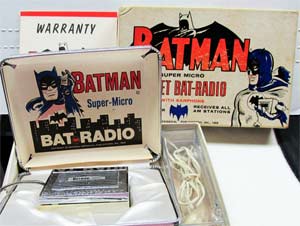 WARRANTY
BATMAN
SUPER MICRO
ET BAT-RADIO
WITH EARPHONE
RECEIVES ALL
AM STATIONS
BATMAN
Super-Micro
BAT-RADIO